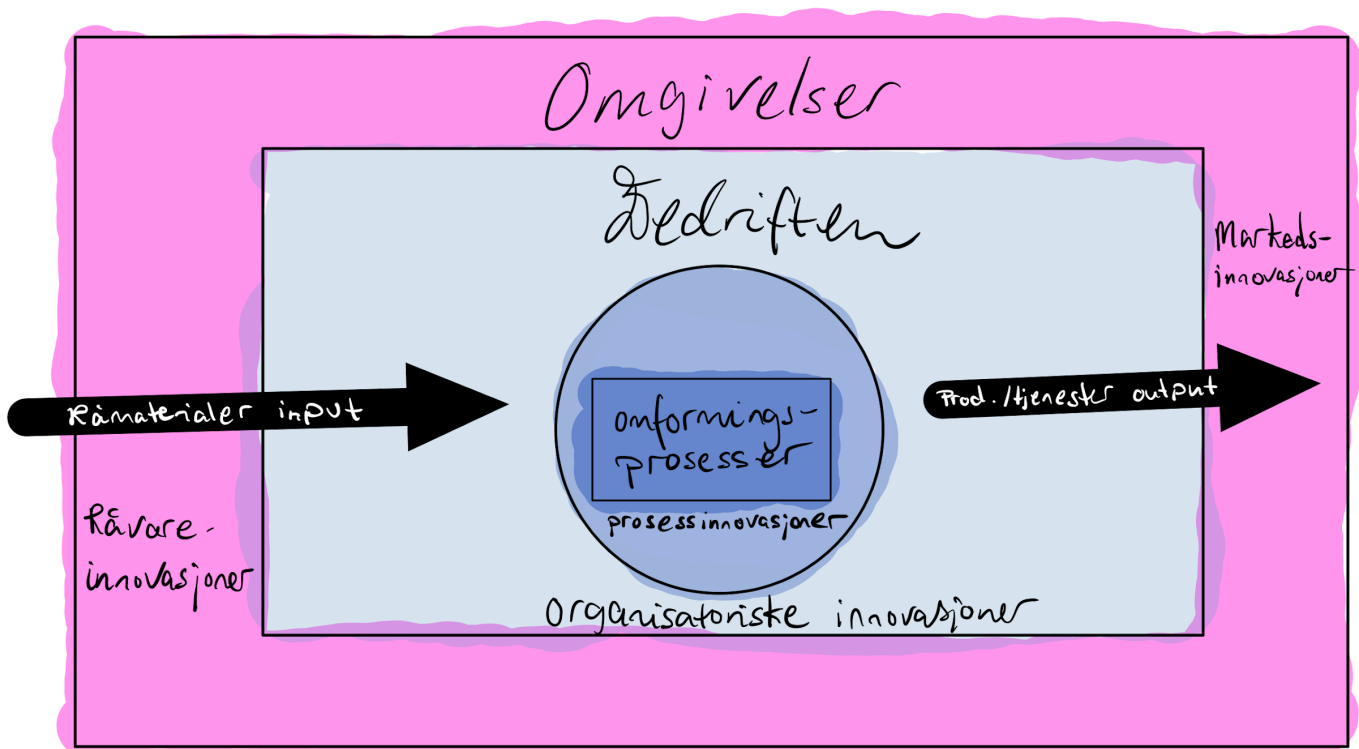 Omgivelser
Bedriften
Markeds-
innovasjoner
Råmaterialer input
Prod./tjenester output
omformings-
prosesser
prosessinnovasjoner
Råvare-
innovasjoner
Organisatoriske innovasjoner